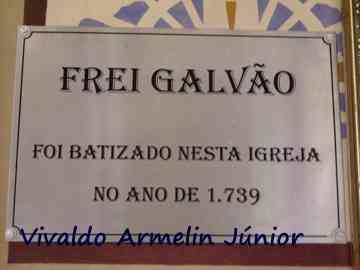 FREI GALVÃO
FOI BATIZADO NESTA IGREJA
NO ANO DE 1.739
Vivaldo Armelin Júnior